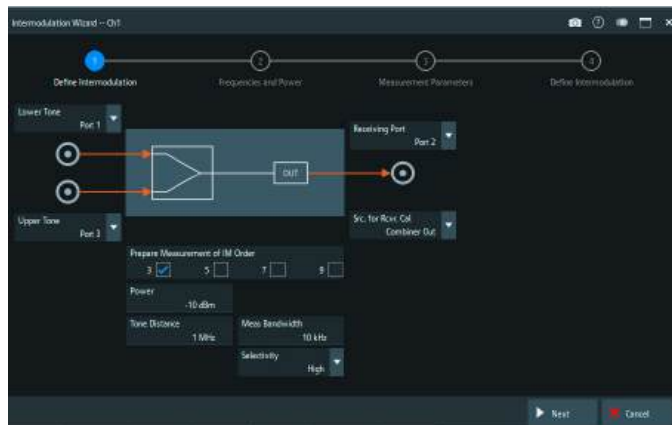 Intermodulation Wizard -- Ch1
1 2 3 4
Define Intermodulation Frequencies and Power Measurement Parameters Define Intermodulation
Lower Tone
Port 1
Receiving Port
Port 2
OUT
Upper Tone
Port 3
Src. for Rcvr. Cal
Combiner Out
Prepare Measurement of IM Order
3 5 7 9
Power
-10 dBm
Tone Distance
1 MHz
Meas Bandwidth
10 kHz
Selectivity
High
Next Cancel